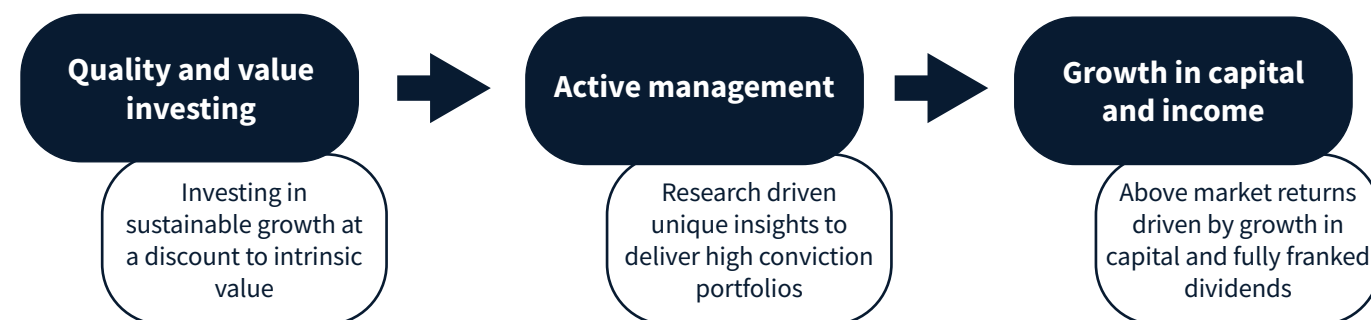 Quality and value
investing
Investing in
sustainable growth at
a discount to intrinsic
value
Active management
Research driven
unique insights to
deliver high conviction
portfolios
Growth in capital
and income
Above market returns
driven by growth in
capital and fully franked
dividends